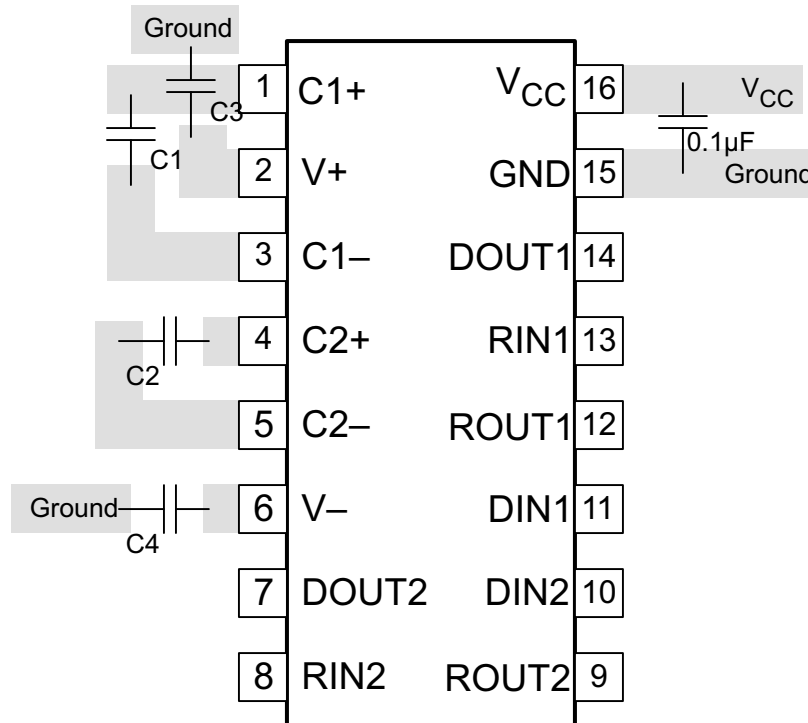 Ground
1 C1+ V_CC 16 V_CC
C3
C1 0.1µF
2 V+ GND 15 Ground
3 C1– DOUT1 14
4 C2+ RIN1 13
C2
5 C2– ROUT1 12
Ground 6 V– DIN1 11
C4
7 DOUT2 DIN2 10
8 RIN2 ROUT2 9